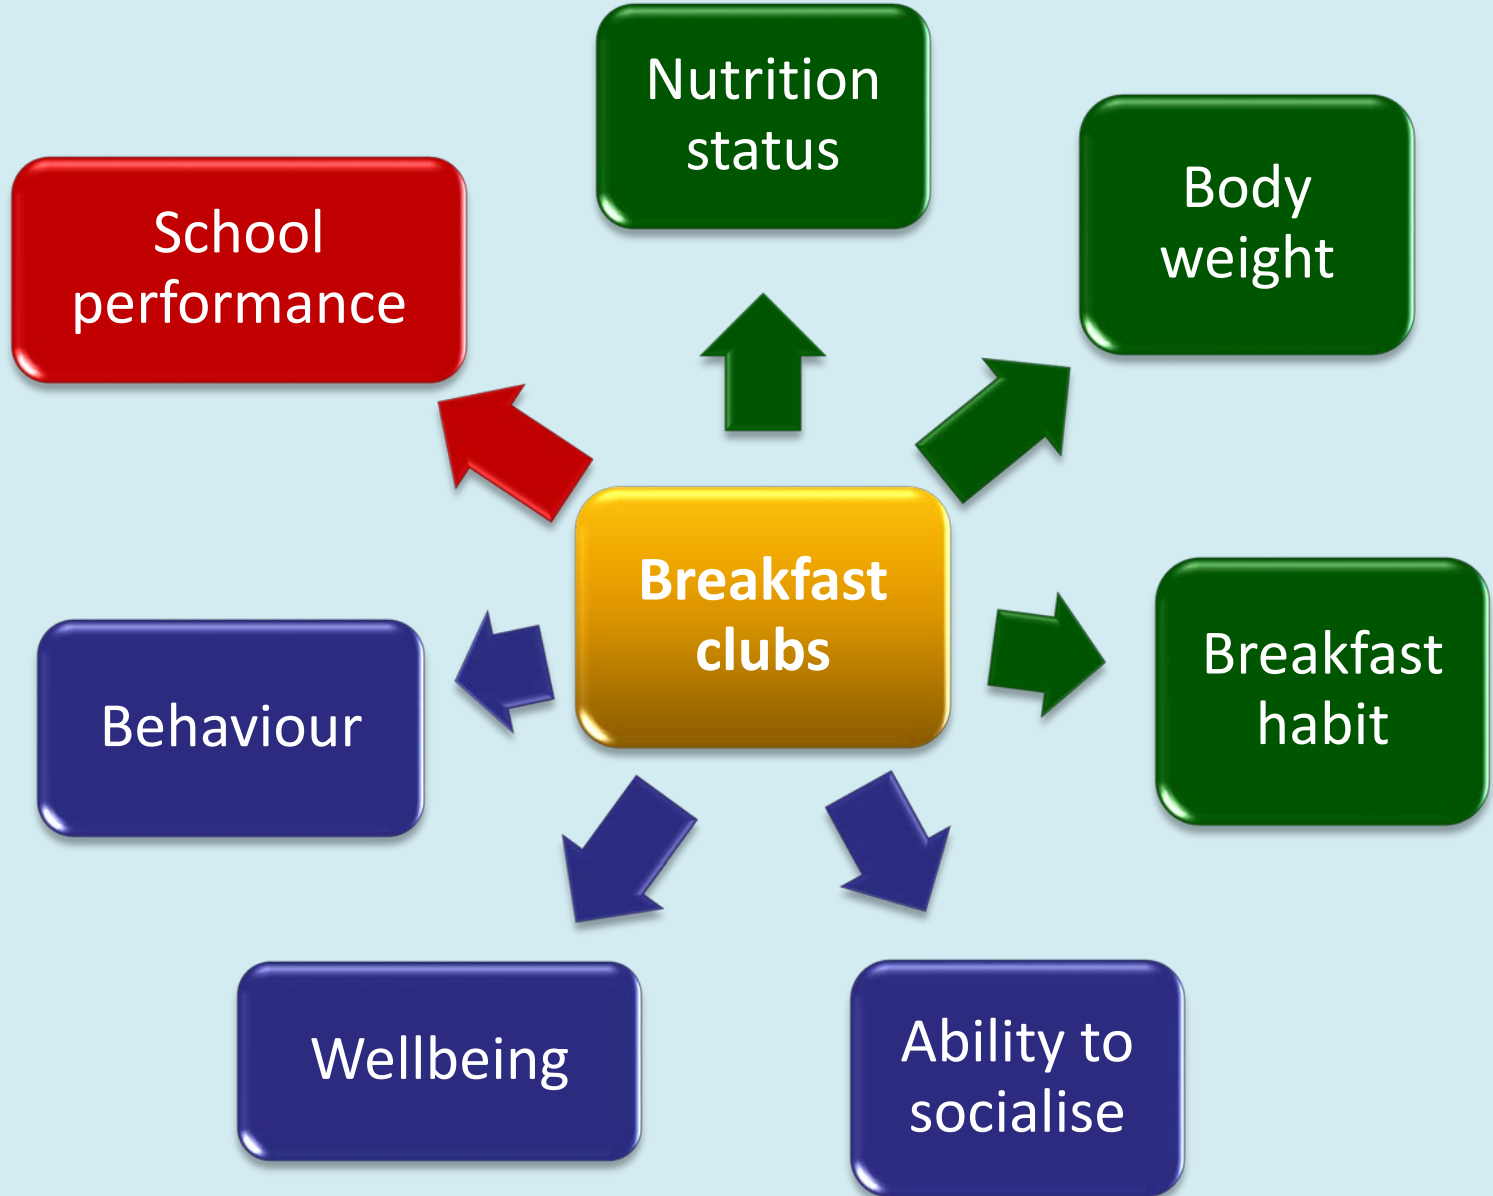 Nutrition
status
Body
weight
School
performance
Breakfast
clubs
Breakfast
habit
Behaviour
Wellbeing
Ability to
socialise